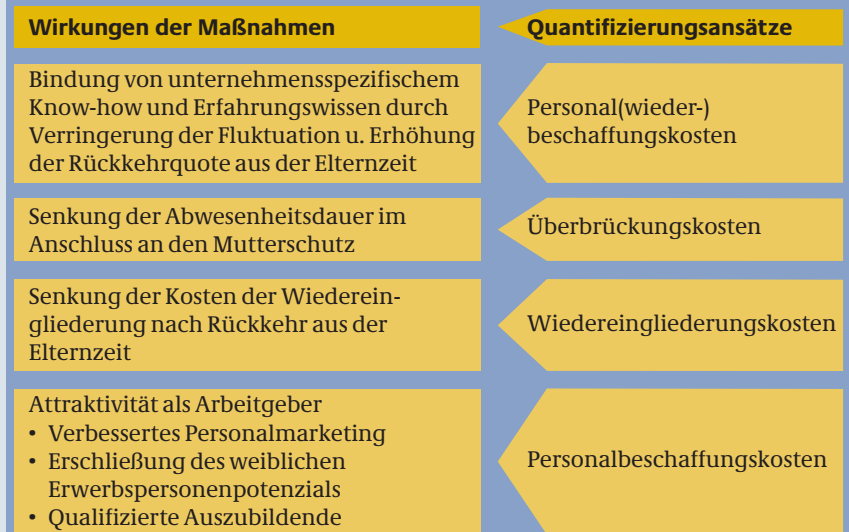 Wirkungen der Maßnahmen
Quantifizierungsansätze
Bindung von unternehmensspezifischem
Know-how und Erfahrungswissen durch
Verringerung der Fluktuation u. Erhöhung
der Rückkehrquote aus der Elternzeit
Personal(wieder-)
beschaffungskosten
Senkung der Abwesenheitsdauer im
Anschluss an den Mutterschutz
Überbrückungskosten
Senkung der Kosten der Wiederein-
gliederung nach Rückkehr aus der
Elternzeit
Wiedereingliederungskosten
Attraktivität als Arbeitgeber
• Verbessertes Personalmarketing
• Erschließung des weiblichen
Erwerbspersonenpotenzials
• Qualifizierte Auszubildende
Personalbeschaffungskosten